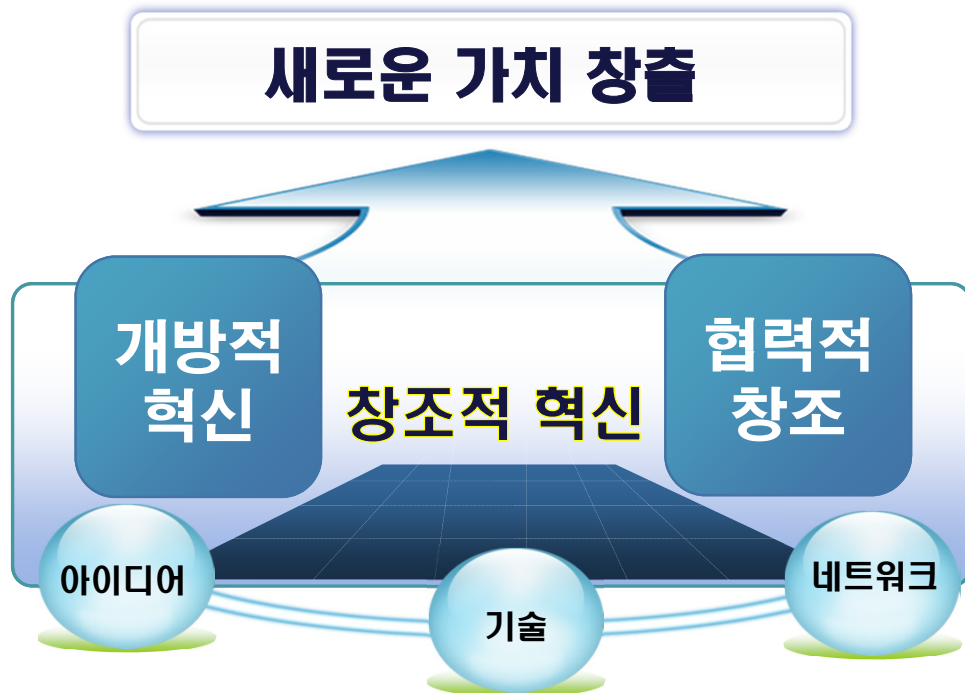 새로운 가치 창출
개방적
혁신
창조적 혁신
협력적
창조
아이디어
기술
네트워크